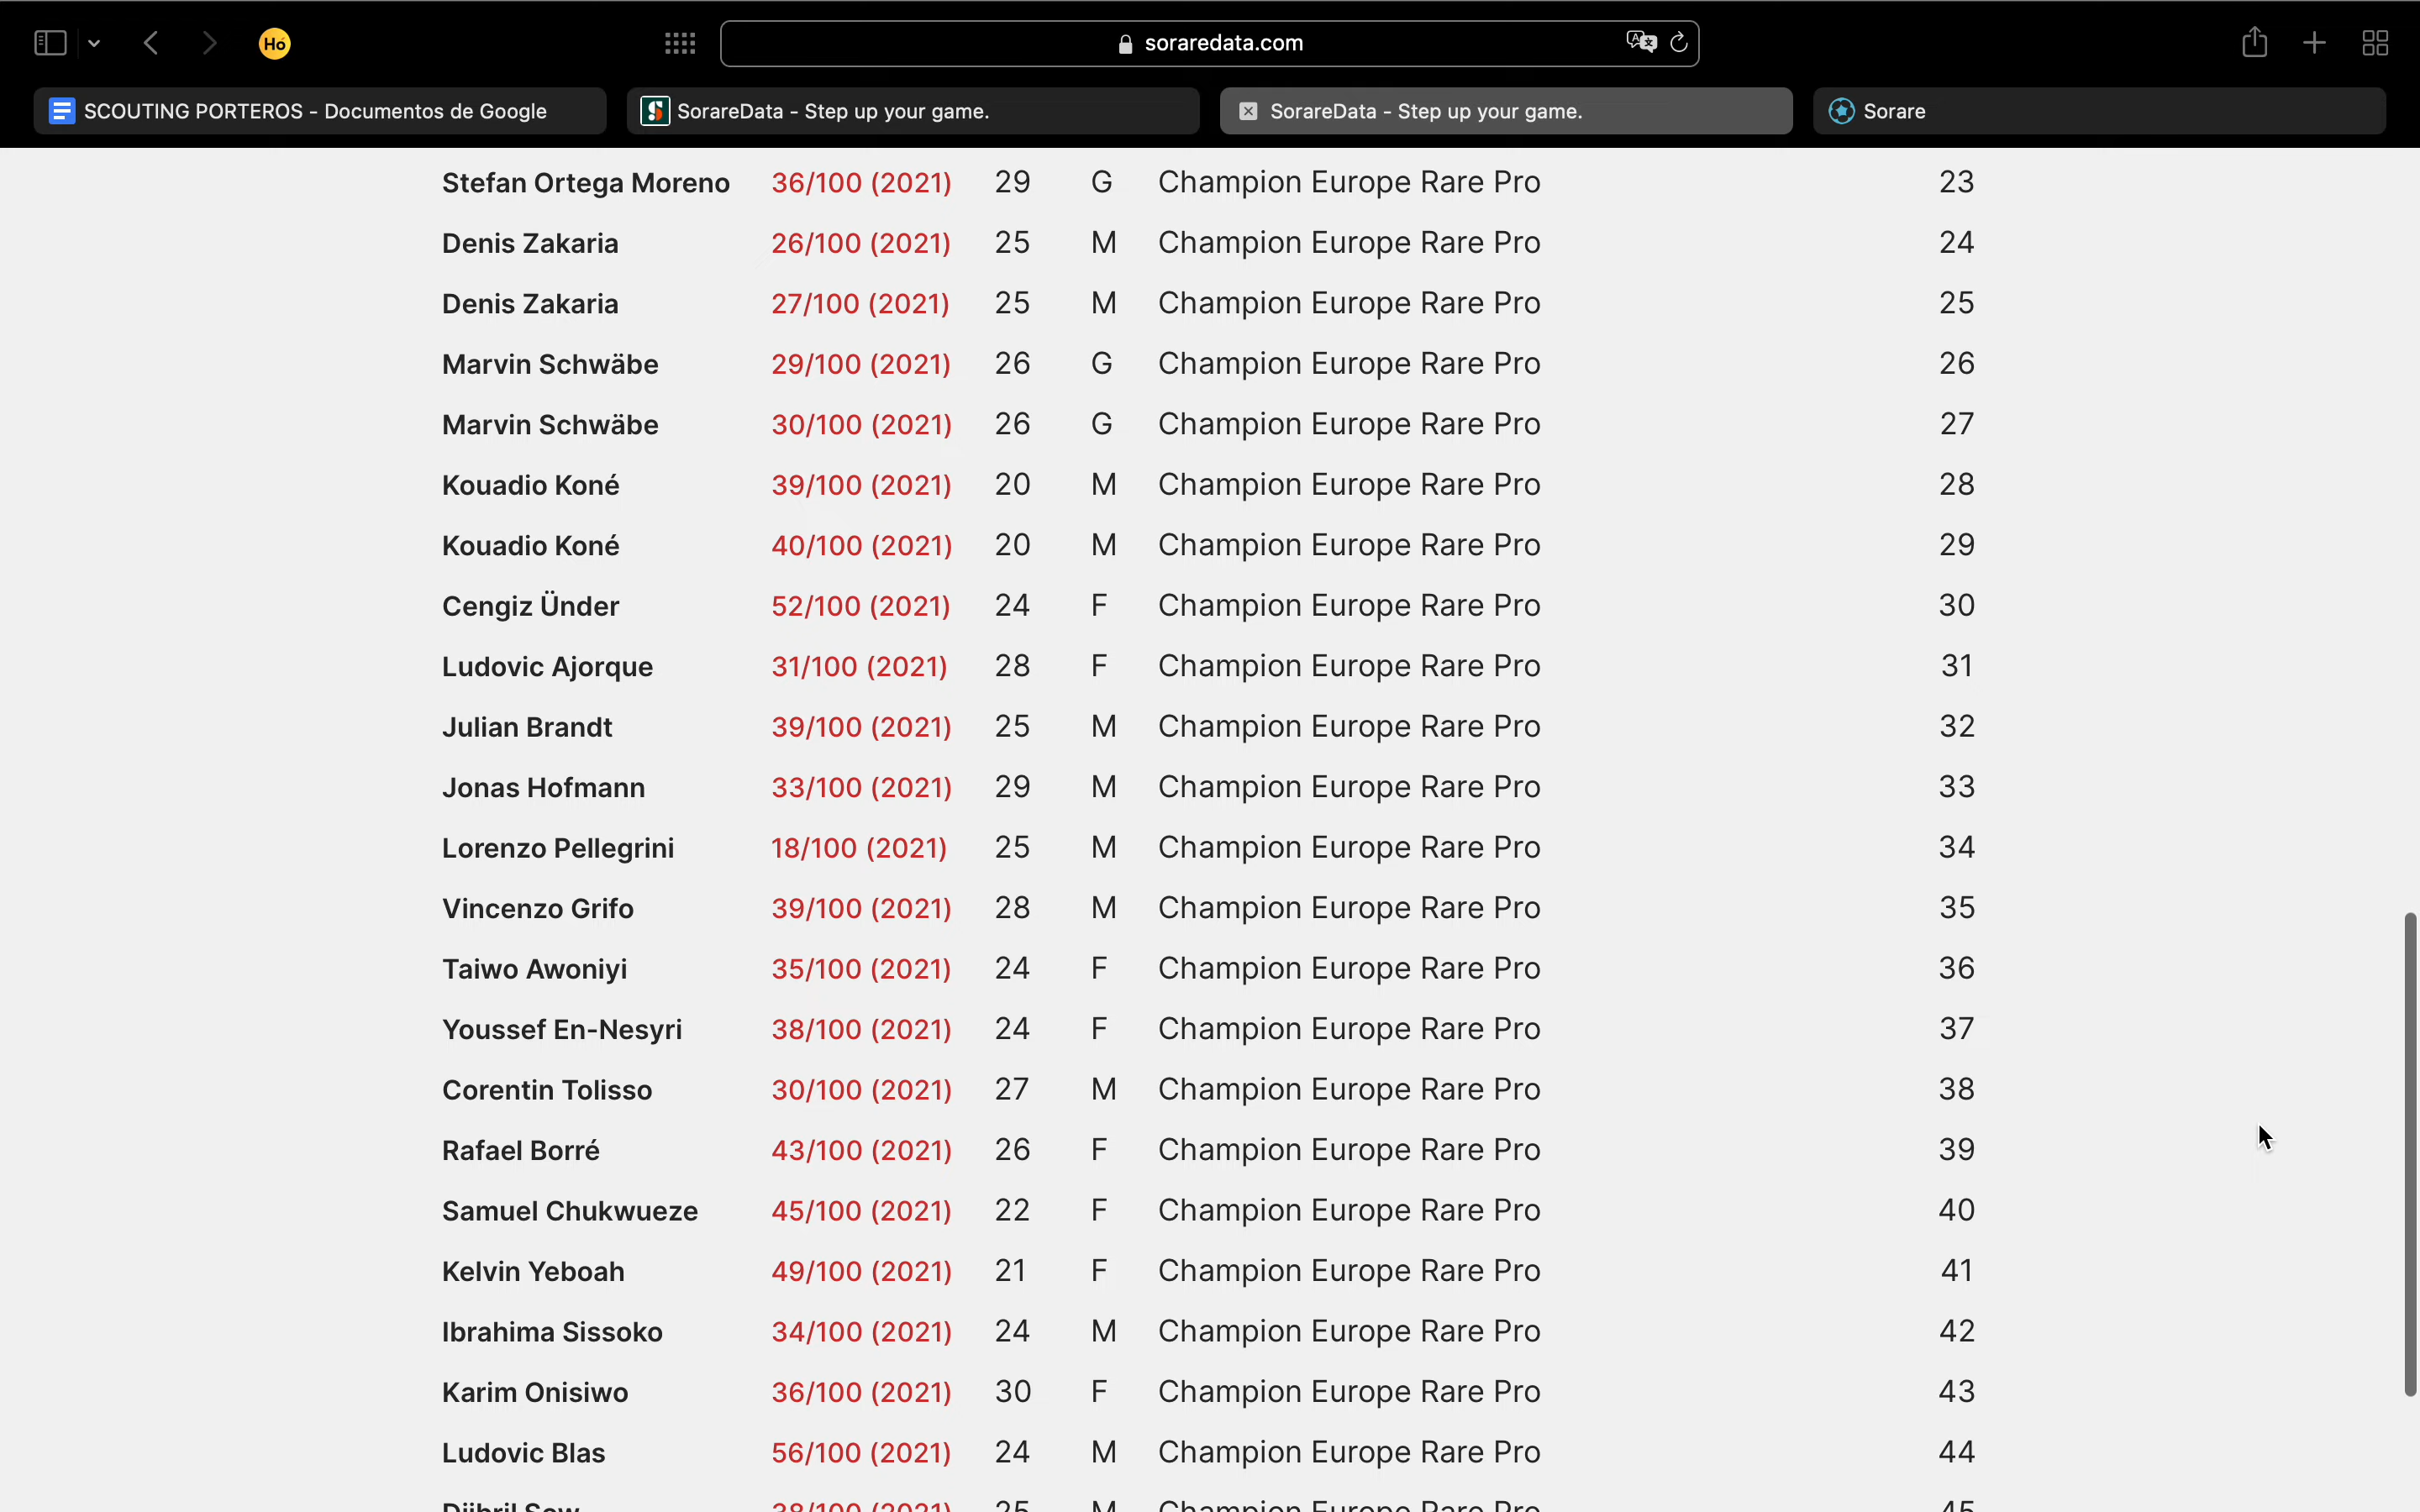 Hó
soraredata.com
SCOUTING PORTEROS - Documentos de Google
SorareData - Step up your game.
SorareData - Step up your game.
Sorare
Stefan Ortega Moreno 36/100 (2021) 29 G Champion Europe Rare Pro 23
Denis Zakaria 26/100 (2021) 25 M Champion Europe Rare Pro 24
Denis Zakaria 27/100 (2021) 25 M Champion Europe Rare Pro 25
Marvin Schwäbe 29/100 (2021) 26 G Champion Europe Rare Pro 26
Marvin Schwäbe 30/100 (2021) 26 G Champion Europe Rare Pro 27
Kouadio Koné 39/100 (2021) 20 M Champion Europe Rare Pro 28
Kouadio Koné 40/100 (2021) 20 M Champion Europe Rare Pro 29
Cengiz Ünder 52/100 (2021) 24 F Champion Europe Rare Pro 30
Ludovic Ajorque 31/100 (2021) 28 F Champion Europe Rare Pro 31
Julian Brandt 39/100 (2021) 25 M Champion Europe Rare Pro 32
Jonas Hofmann 33/100 (2021) 29 M Champion Europe Rare Pro 33
Lorenzo Pellegrini 18/100 (2021) 25 M Champion Europe Rare Pro 34
Vincenzo Grifo 39/100 (2021) 28 M Champion Europe Rare Pro 35
Taiwo Awoniyi 35/100 (2021) 24 F Champion Europe Rare Pro 36
Youssef En-Nesyri 38/100 (2021) 24 F Champion Europe Rare Pro 37
Corentin Tolisso 30/100 (2021) 27 M Champion Europe Rare Pro 38
Rafael Borré 43/100 (2021) 26 F Champion Europe Rare Pro 39
Samuel Chukwueze 45/100 (2021) 22 F Champion Europe Rare Pro 40
Kelvin Yeboah 49/100 (2021) 21 F Champion Europe Rare Pro 41
Ibrahima Sissoko 34/100 (2021) 24 M Champion Europe Rare Pro 42
Karim Onisiwo 36/100 (2021) 30 F Champion Europe Rare Pro 43
Ludovic Blas 56/100 (2021) 24 M Champion Europe Rare Pro 44
Djibril Sow 38/100 (2021) 25 M Champion Europe Rare Pro 45